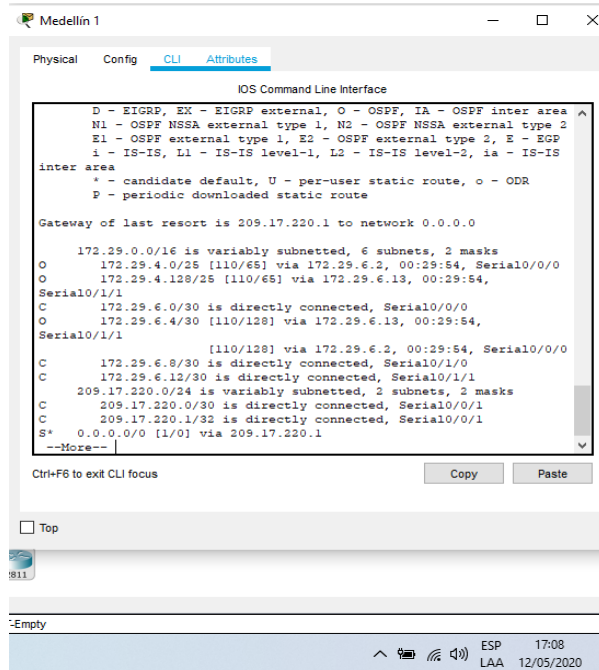 Medellín 1
Physical Config CLI Attributes
IOS Command Line Interface
D - EIGRP, EX - EIGRP external, O - OSPF, IA - OSPF inter area
N1 - OSPF NSSA external type 1, N2 - OSPF NSSA external type 2
E1 - OSPF external type 1, E2 - OSPF external type 2, E - EGP
i - IS-IS, L1 - IS-IS level-1, L2 - IS-IS level-2, ia - IS-IS
inter area
* - candidate default, U - per-user static route, o - ODR
P - periodic downloaded static route
Gateway of last resort is 209.17.220.1 to network 0.0.0.0
172.29.0.0/16 is variably subnetted, 6 subnets, 2 masks
O 172.29.4.0/25 [110/65] via 172.29.6.2, 00:29:54, Serial0/0/0
O 172.29.4.128/25 [110/65] via 172.29.6.13, 00:29:54,
Serial0/1/1
C 172.29.6.0/30 is directly connected, Serial0/0/0
O 172.29.6.4/30 [110/128] via 172.29.6.13, 00:29:54,
Serial0/1/1
[110/128] via 172.29.6.2, 00:29:54, Serial0/0/0
C 172.29.6.8/30 is directly connected, Serial0/1/0
C 172.29.6.12/30 is directly connected, Serial0/1/1
209.17.220.0/24 is variably subnetted, 2 subnets, 2 masks
C 209.17.220.0/30 is directly connected, Serial0/0/1
C 209.17.220.1/32 is directly connected, Serial0/0/1
S* 0.0.0.0/0 [1/0] via 209.17.220.1
--More--
Ctrl+F6 to exit CLI focus
Copy Paste
Top
2811
-Empty
ESP 17:08
LAA 12/05/2020